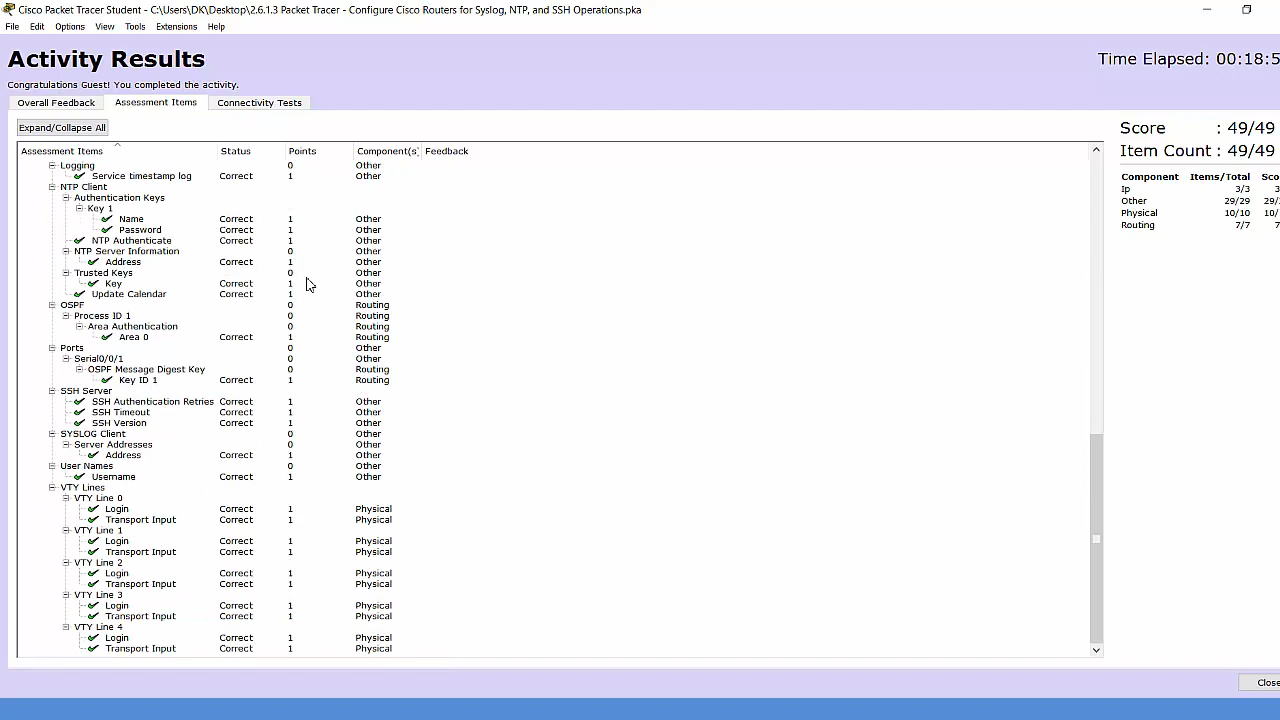 Cisco Packet Tracer Student - C:\Users\DK\Desktop\2.6.1.3 Packet Tracer - Configure Cisco Routers for Syslog, NTP, and SSH Operations.pka
File Edit Options View Tools Extensions Help
Activity Results
Time Elapsed: 00:18:5
Congratulations Guest! You completed the activity.
Overall Feedback Assessment Items Connectivity Tests
Expand/Collapse All
Score : 49/49
Item Count : 49/49
Component Items/Total Sco
Ip 3/3 3
Other 29/29 29/
Physical 10/10 10/
Routing 7/7 7
Assessment Items Status Points Component(s) Feedback
Logging 0 Other
Service timestamp log Correct 1 Other
NTP Client 0 Other
Authentication Keys
Key 1
Name Correct 1 Other
Password Correct 1 Other
NTP Authenticate Correct 1 Other
NTP Server Information 0 Other
Address Correct 1 Other
Trusted Keys 0 Other
Key Correct 1 Other
Update Calendar Correct 1 Other
OSPF 0 Routing
Process ID 1 0 Routing
Area Authentication 0 Routing
Area 0 Correct 1 Routing
Ports 0 Other
Serial0/0/1 0 Other
OSPF Message Digest Key 0 Routing
Key ID 1 Correct 1 Routing
SSH Server 0 Other
SSH Authentication Retries Correct 1 Other
SSH Timeout Correct 1 Other
SSH Version Correct 1 Other
SYSLOG Client 0 Other
Server Addresses 0 Other
Address Correct 1 Other
User Names 0 Other
Username Correct 1 Other
VTY Lines 0 Physical
VTY Line 0 0 Physical
Login Correct 1 Physical
Transport Input Correct 1 Physical
VTY Line 1 0 Physical
Login Correct 1 Physical
Transport Input Correct 1 Physical
VTY Line 2 0 Physical
Login Correct 1 Physical
Transport Input Correct 1 Physical
VTY Line 3 0 Physical
Login Correct 1 Physical
Transport Input Correct 1 Physical
VTY Line 4 0 Physical
Login Correct 1 Physical
Transport Input Correct 1 Physical
Close